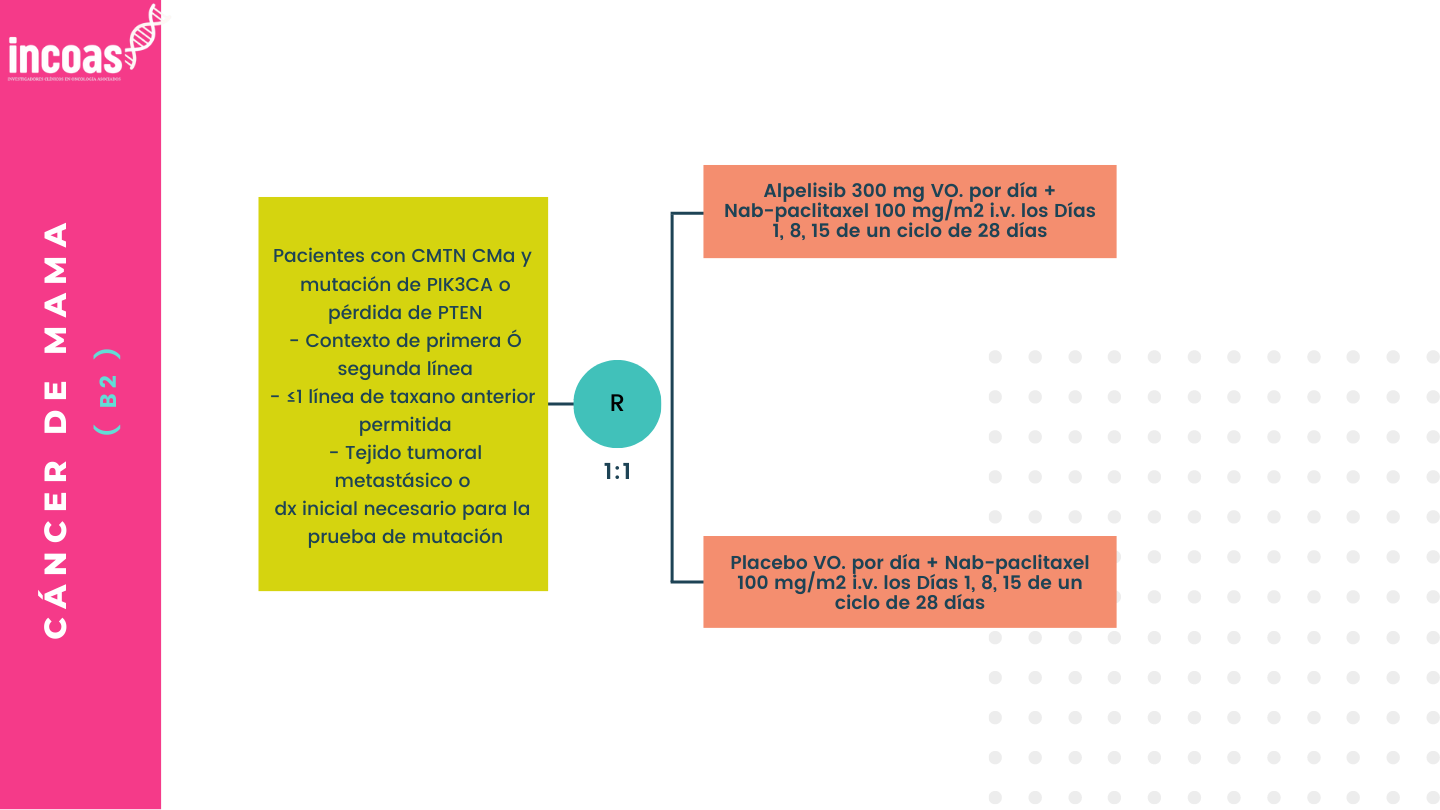 incoas
INVESTIGADORES CLÍNICOS EN ONCOLOGÍA ASOCIADOS
CÁNCER DE MAMA
( B2 )
Pacientes con CMTN CMa y
mutación de PIK3CA o
pérdida de PTEN
- Contexto de primera Ó
segunda línea
- ≤1 línea de taxano anterior
permitida
- Tejido tumoral
metastásico o
dx inicial necesario para la
prueba de mutación
R
1:1
Alpelisib 300 mg VO. por día +
Nab-paclitaxel 100 mg/m2 i.v. los Días
1, 8, 15 de un ciclo de 28 días
Placebo VO. por día + Nab-paclitaxel
100 mg/m2 i.v. los Días 1, 8, 15 de un
ciclo de 28 días